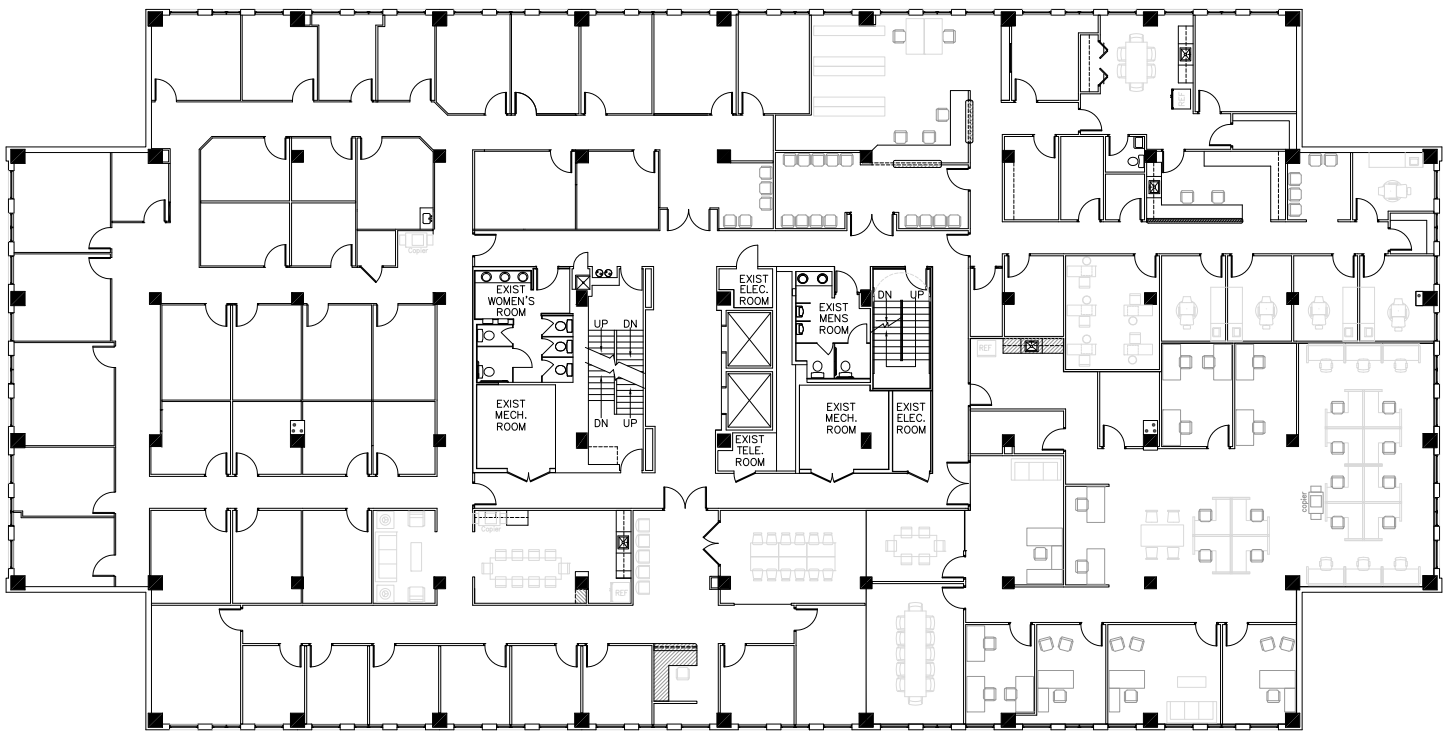 REF
Copier
EXIST
WOMEN'S
ROOM
EXIST
ELEC.
ROOM
EXIST
MENS
ROOM
DN UP
UP DN
REF
EXIST
MECH.
ROOM
DN UP
EXIST
MECH.
ROOM
EXIST
ELEC.
ROOM
EXIST
TELE.
ROOM
copier
Copier
REF